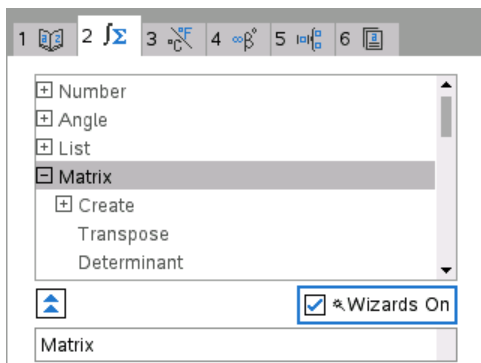 1 2 ∫Σ 3 °C °F 4 ∞β° 5 6
Number
Angle
List
Matrix
Create
Transpose
Determinant
Wizards On
Matrix